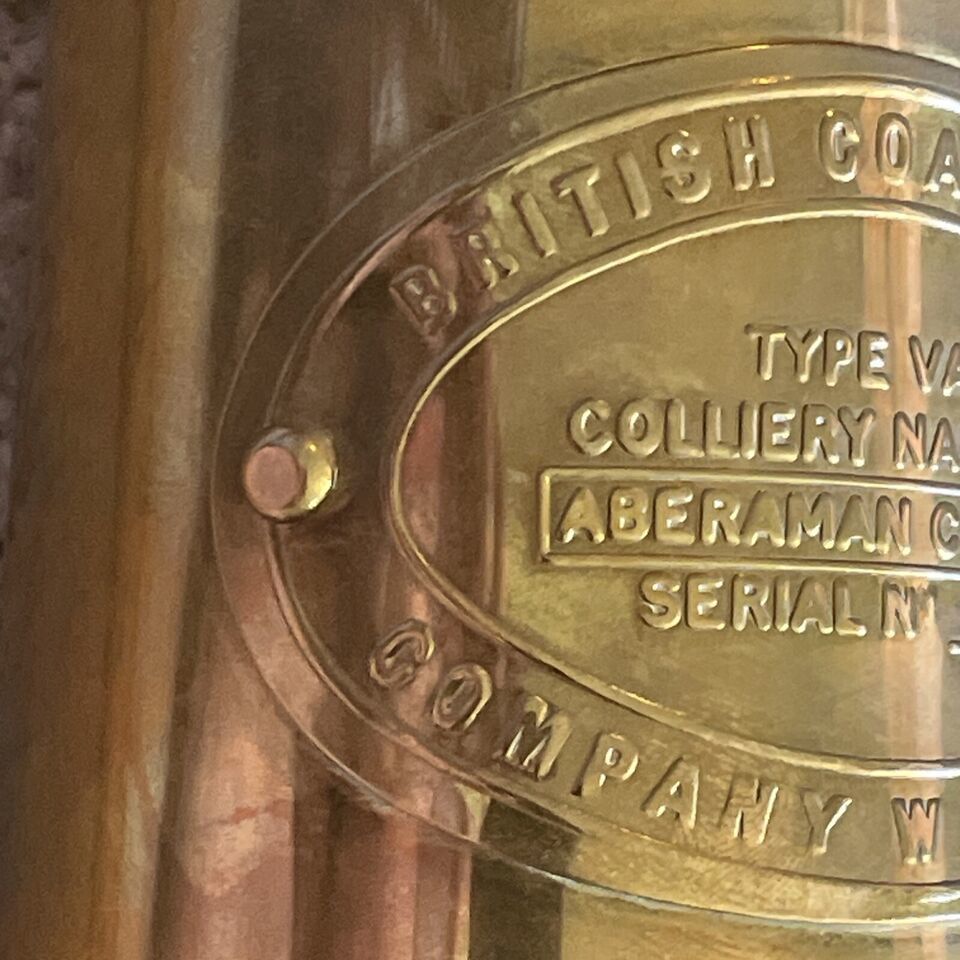 BRITISH COA
TYPE VA
COLLIERY NA
ABERAMAN C
SERIAL Nº
COMPANY W